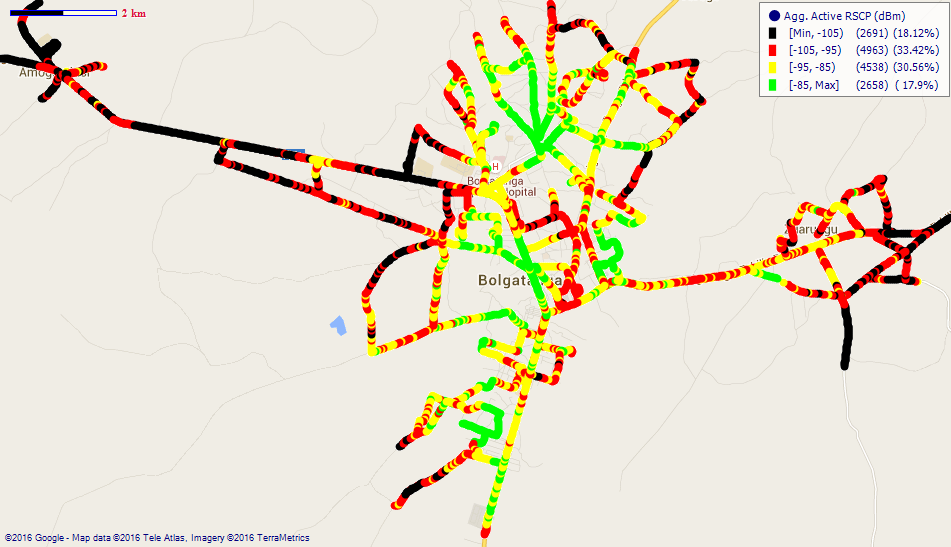 2 km
Agg. Active RSCP (dBm)
[Min, -105) (2691) (18.12%)
[-105, -95) (4963) (33.42%)
[-95, -85) (4538) (30.56%)
[-85, Max] (2658) ( 17.9%)
H
Bolgatanga
©2016 Google - Map data ©2016 Tele Atlas, Imagery ©2016 TerraMetrics